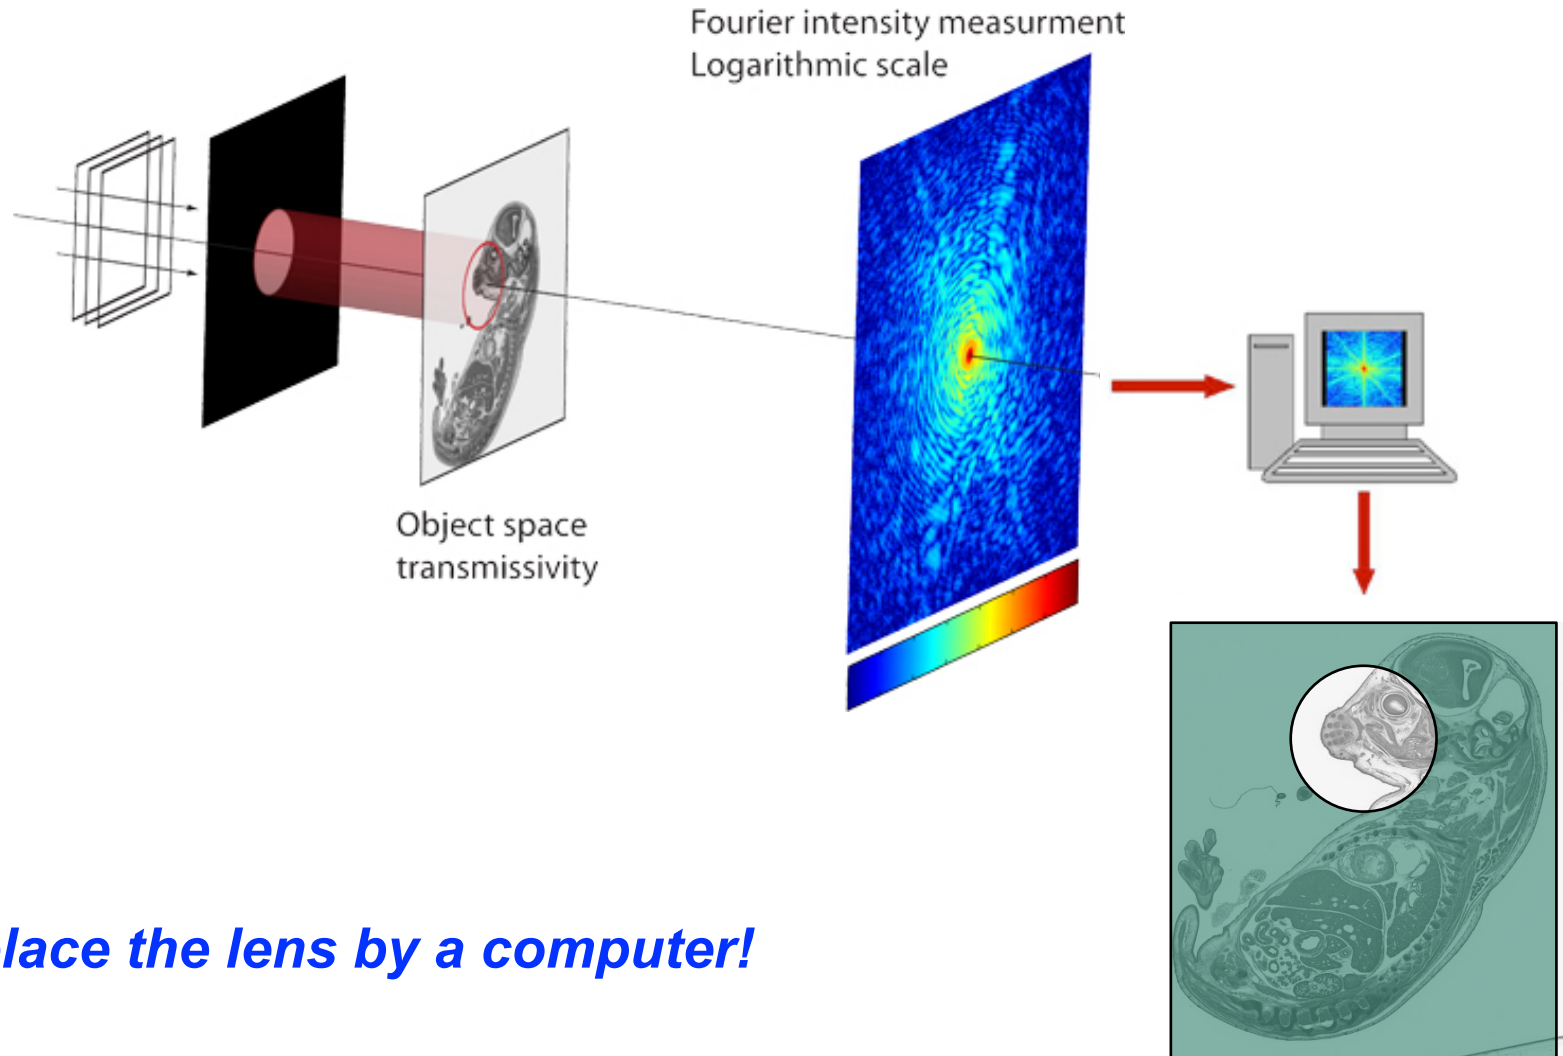 Fourier intensity measurment
Logarithmic scale
Object space
transmissivity
lace the lens by a computer!